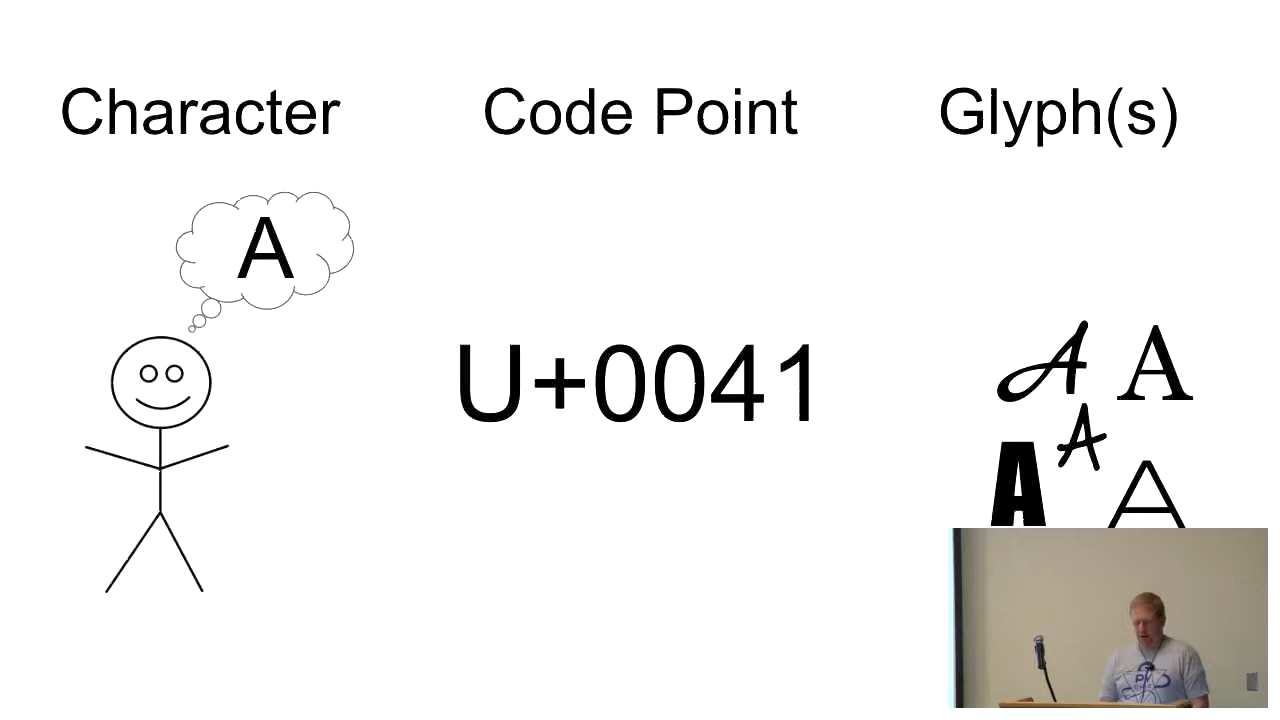 Character
Code Point
Glyph(s)
A
U+0041
A A
A
A A